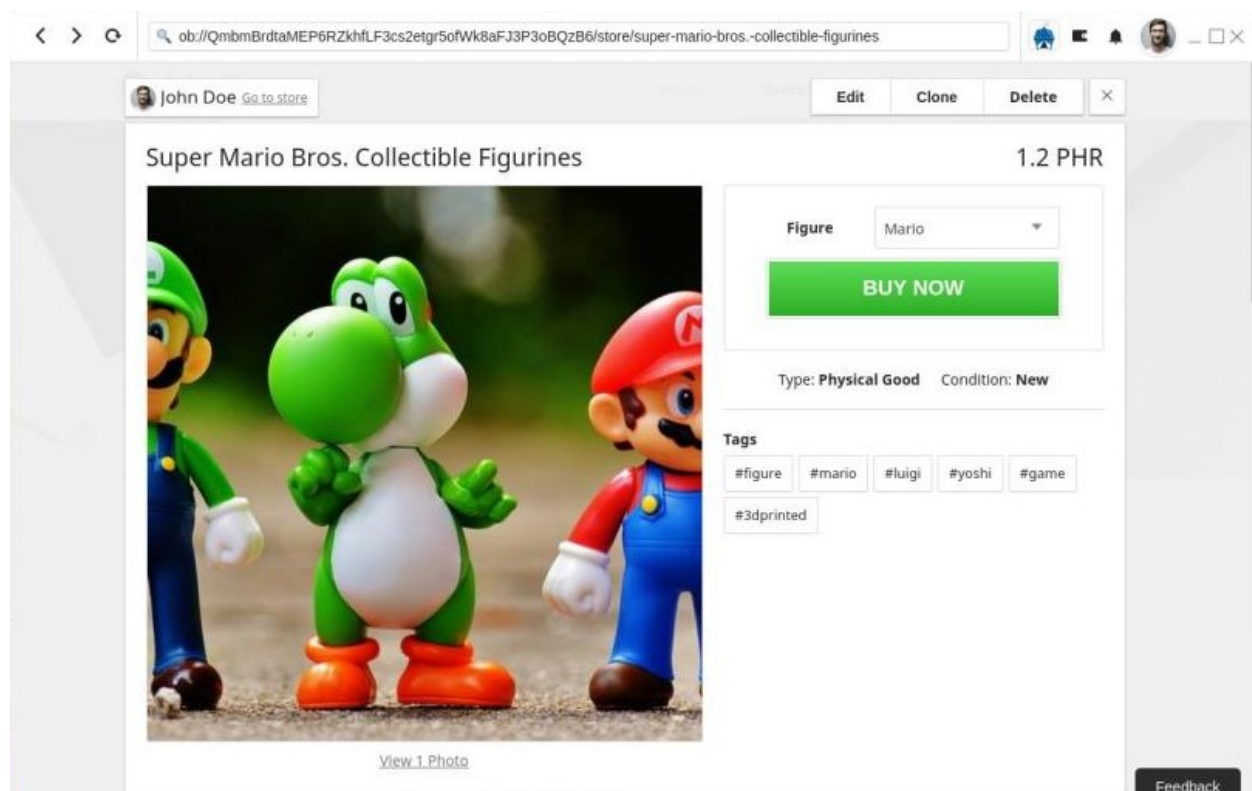 ob://QmbmBrdtaMEP6RZkhfLF3cs2etgr5ofWk8aFJ3P3oBQzB6/store/super-mario-bros.-collectible-figurines
John Doe Go to store
Edit Clone Delete
Super Mario Bros. Collectible Figurines 1.2 PHR
Figure Mario
BUY NOW
Type: Physical Good Condition: New
Tags
#figure #mario #luigi #yoshi #game
#3dprinted
View 1 Photo
Feedback